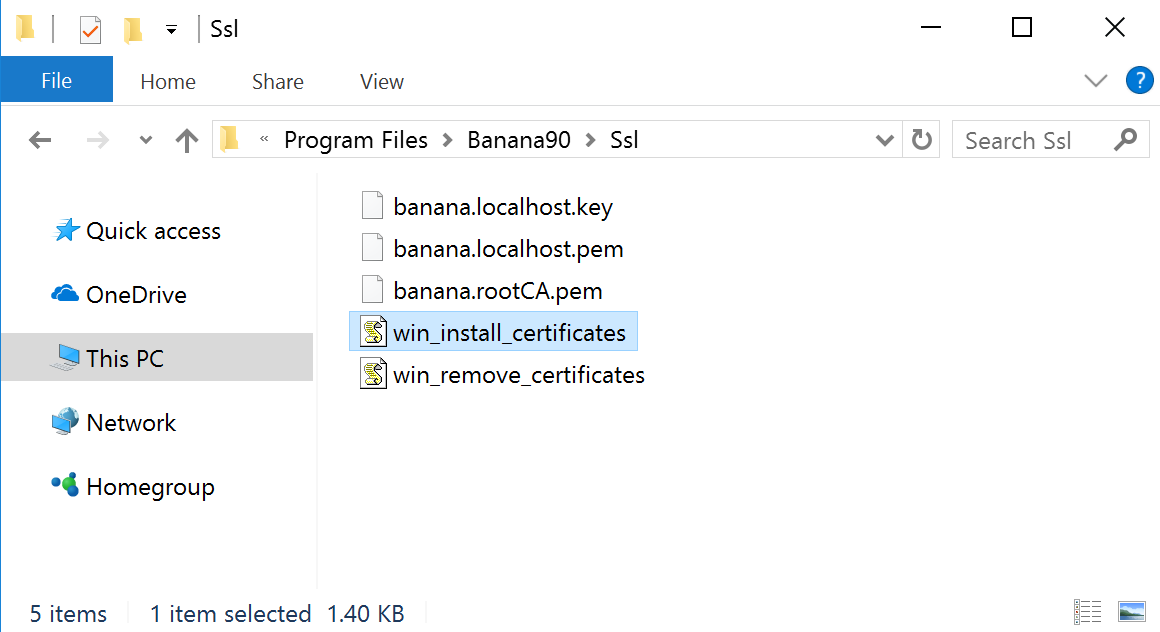 Ssl
File Home Share View ?
« Program Files > Banana90 > Ssl
Search Ssl
Quick access
OneDrive
This PC
Network
Homegroup
banana.localhost.key
banana.localhost.pem
banana.rootCA.pem
win_install_certificates
win_remove_certificates
5 items 1 item selected 1.40 KB